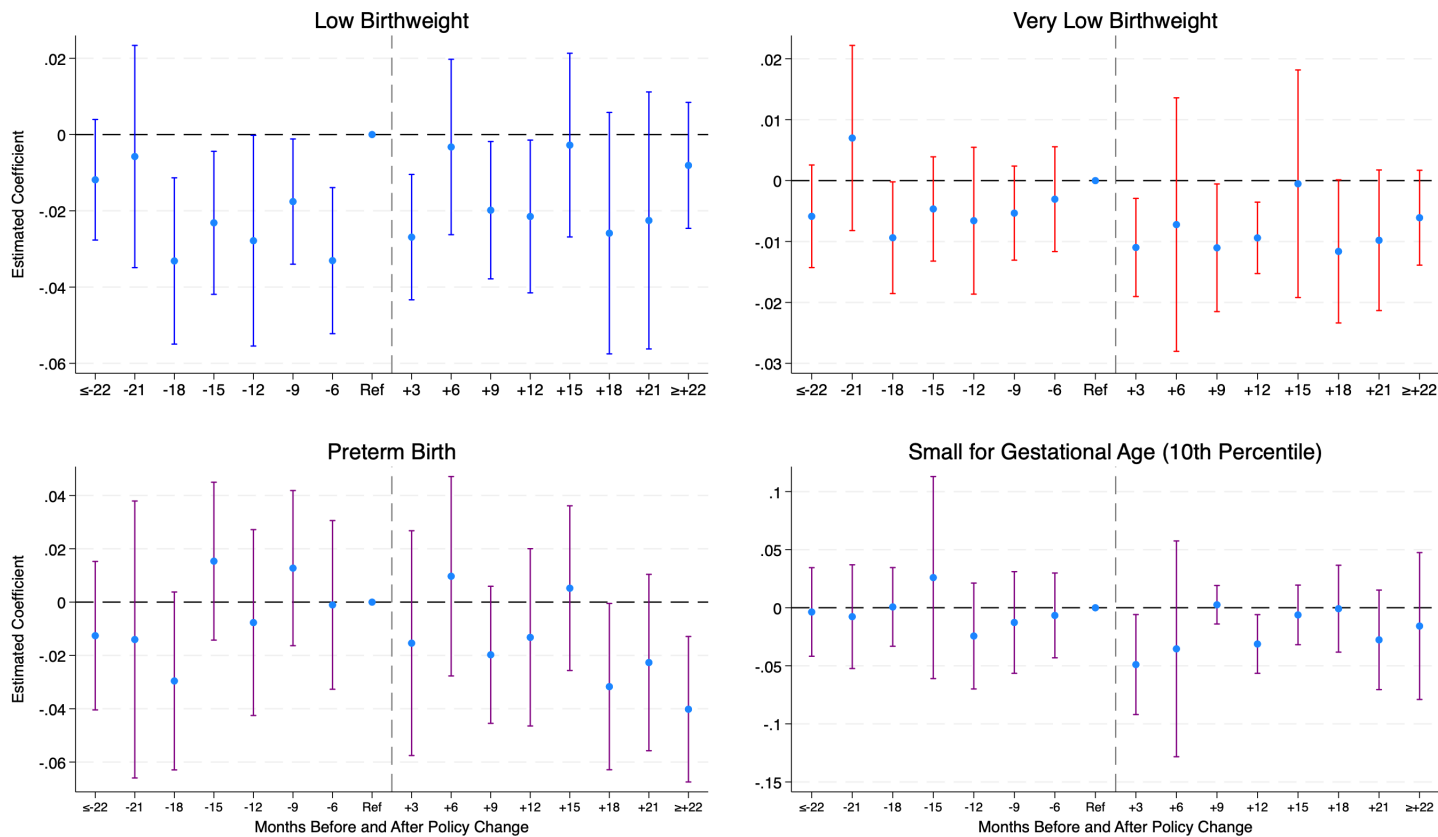 Low Birthweight
Estimated Coefficient
.02
0
-.02
-.04
-.06
≤-22 -21 -18 -15 -12 -9 -6 Ref +3 +6 +9 +12 +15 +18 +21 ≥+22
Very Low Birthweight
.02
.01
0
-.01
-.02
-.03
≤-22 -21 -18 -15 -12 -9 -6 Ref +3 +6 +9 +12 +15 +18 +21 ≥+22
Preterm Birth
Estimated Coefficient
.04
.02
0
-.02
-.04
-.06
≤-22 -21 -18 -15 -12 -9 -6 Ref +3 +6 +9 +12 +15 +18 +21 ≥+22
Months Before and After Policy Change
Small for Gestational Age (10th Percentile)
.1
.05
0
-.05
-.1
-.15
≤-22 -21 -18 -15 -12 -9 -6 Ref +3 +6 +9 +12 +15 +18 +21 ≥+22
Months Before and After Policy Change